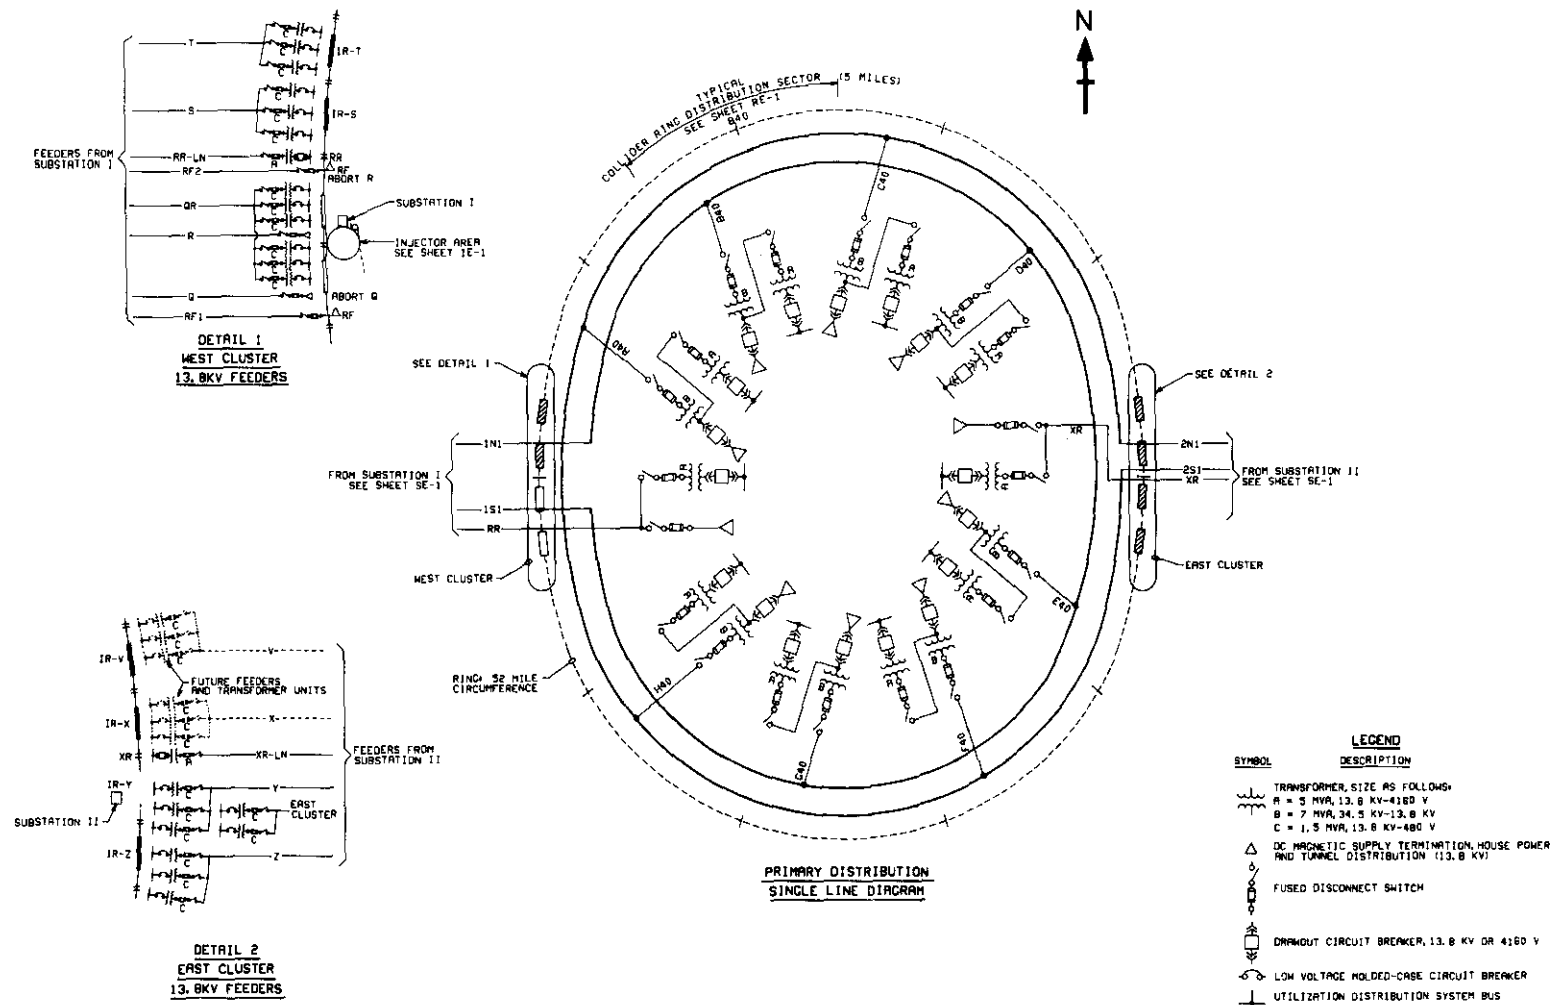 T
IR-T
S
IR-S
FEEDERS FROM
SUBSTATION I
RR-LN
RR
A
RF2
RF
ABORT R
QR
SUBSTATION I
R
INJECTOR AREA
SEE SHEET IE-1
Q
ABORT Q
RF1
RF
DETAIL 1
WEST CLUSTER
13.8KV FEEDERS
N
TYPICAL
(5 MILES)
COLLIDER RING DISTRIBUTION SECTOR
SEE SHEET RE-1
B40
B40
C40
D40
A40
SEE DETAIL 1
SEE DETAIL 2
1N1
FROM SUBSTATION I
SEE SHEET SE-1
1S1
RR
XR
2N1
2S1
XR
FROM SUBSTATION II
SEE SHEET SE-1
WEST CLUSTER
EAST CLUSTER
E40
H40
G40
F40
RING, 52 MILE
CIRCUMFERENCE
IR-V
V
FUTURE FEEDERS
AND TRANSFORMER UNITS
IR-X
X
XR
A
XR-LN
FEEDERS FROM
SUBSTATION II
IR-Y
Y
EAST
CLUSTER
SUBSTATION II
IR-Z
Z
DETAIL 2
EAST CLUSTER
13.8KV FEEDERS
PRIMARY DISTRIBUTION
SINGLE LINE DIAGRAM
LEGEND
SYMBOL DESCRIPTION
TRANSFORMER, SIZE AS FOLLOWS:
A = 5 MVA, 13.8 KV-4160 V
B = 7 MVA, 34.5 KV-13.8 KV
C = 1.5 MVA, 13.8 KV-480 V
DC MAGNETIC SUPPLY TERMINATION, HOUSE POWER
AND TUNNEL DISTRIBUTION (13.8 KV)
FUSED DISCONNECT SWITCH
DRAWOUT CIRCUIT BREAKER, 13.8 KV OR 4160 V
LOW VOLTAGE MOLDED-CASE CIRCUIT BREAKER
UTILIZATION DISTRIBUTION SYSTEM BUS